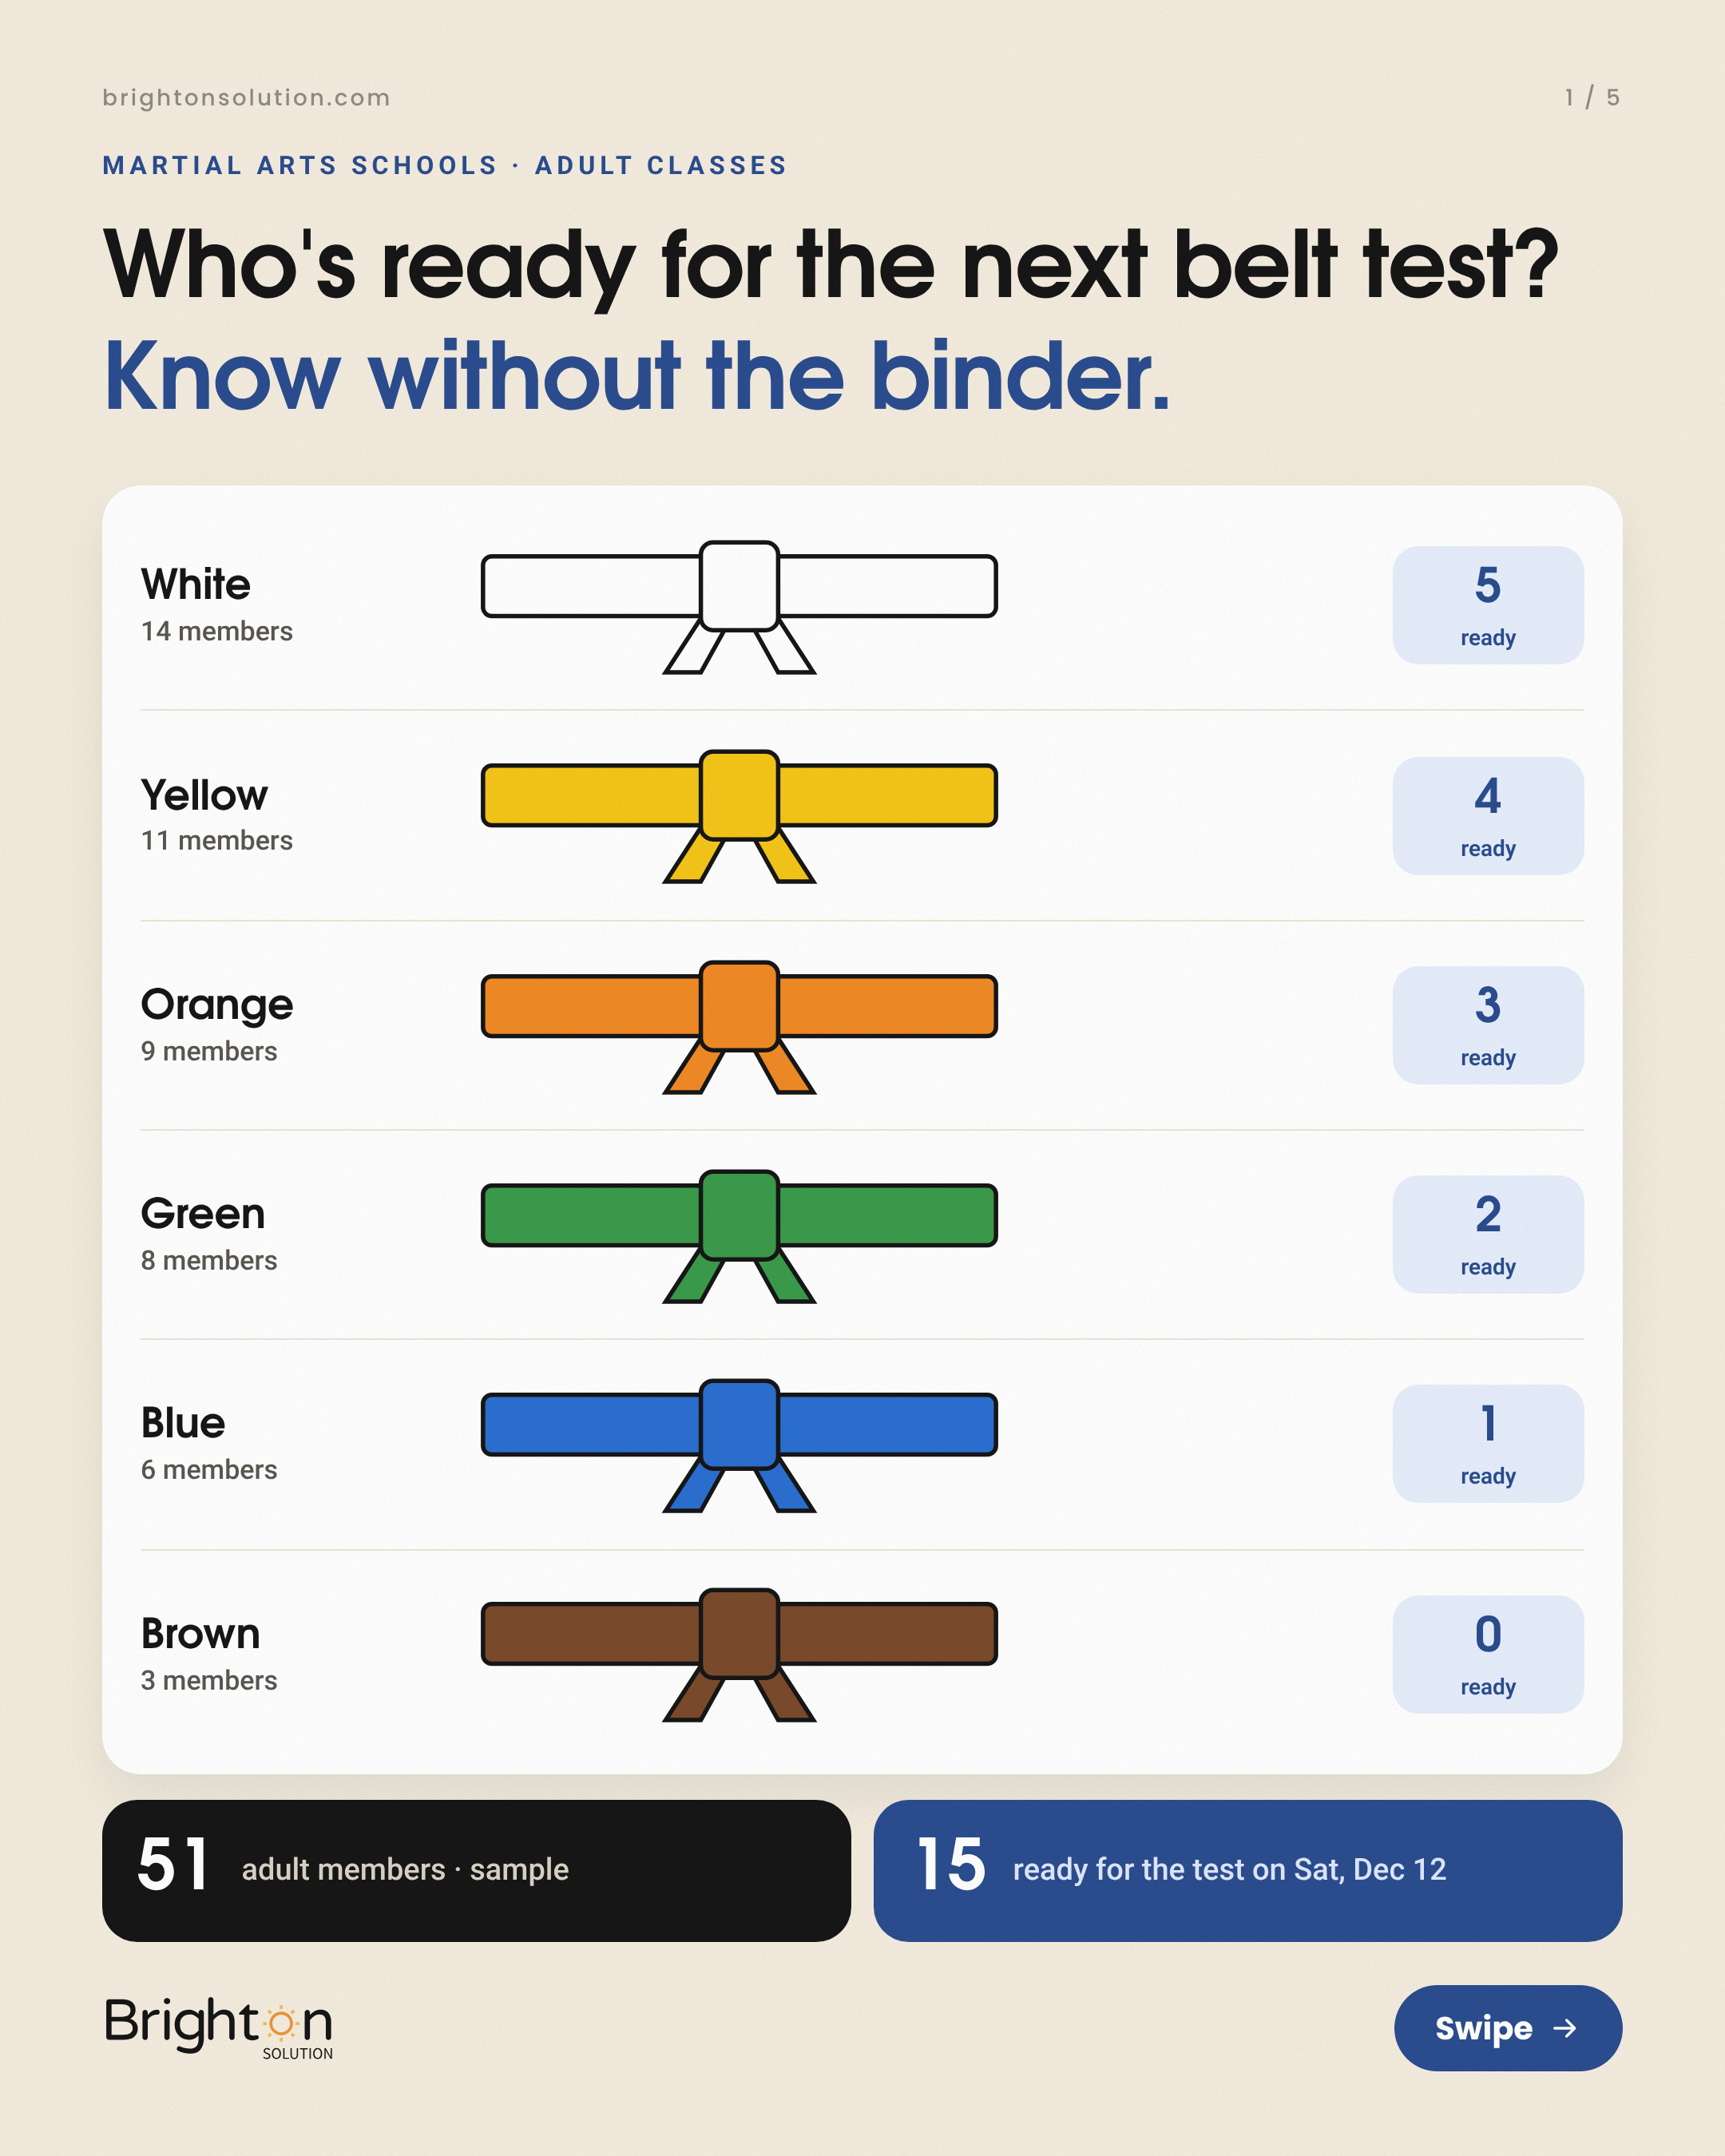 brightonsolution.com
1 / 5
MARTIAL ARTS SCHOOLS · ADULT CLASSES
Who's ready for the next belt test?
Know without the binder.
White
14 members
5
ready
Yellow
11 members
4
ready
Orange
9 members
3
ready
Green
8 members
2
ready
Blue
6 members
1
ready
Brown
3 members
0
ready
51 adult members · sample
15 ready for the test on Sat, Dec 12
Brighton
SOLUTION
Swipe →